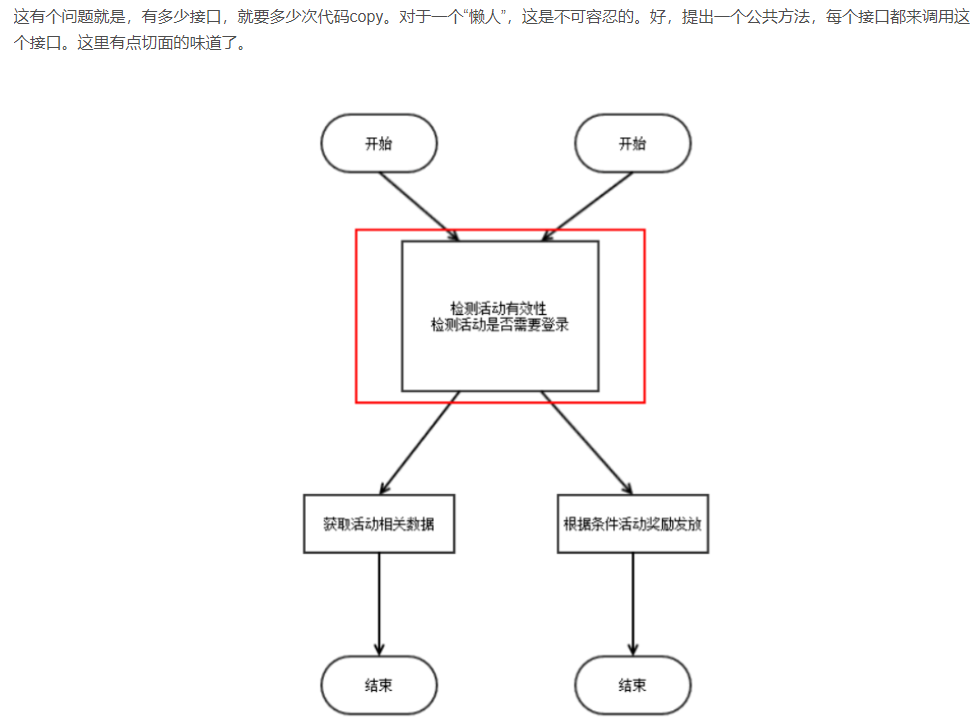 这有个问题就是，有多少接口，就要多少次代码copy。对于一个“懒人”，这是不可容忍的。好，提出一个公共方法，每个接口都来调用这
个接口。这里有点切面的味道了。
开始
开始
检测活动有效性
检测活动是否需要登录
获取活动相关数据
根据条件活动奖励发放
结束
结束